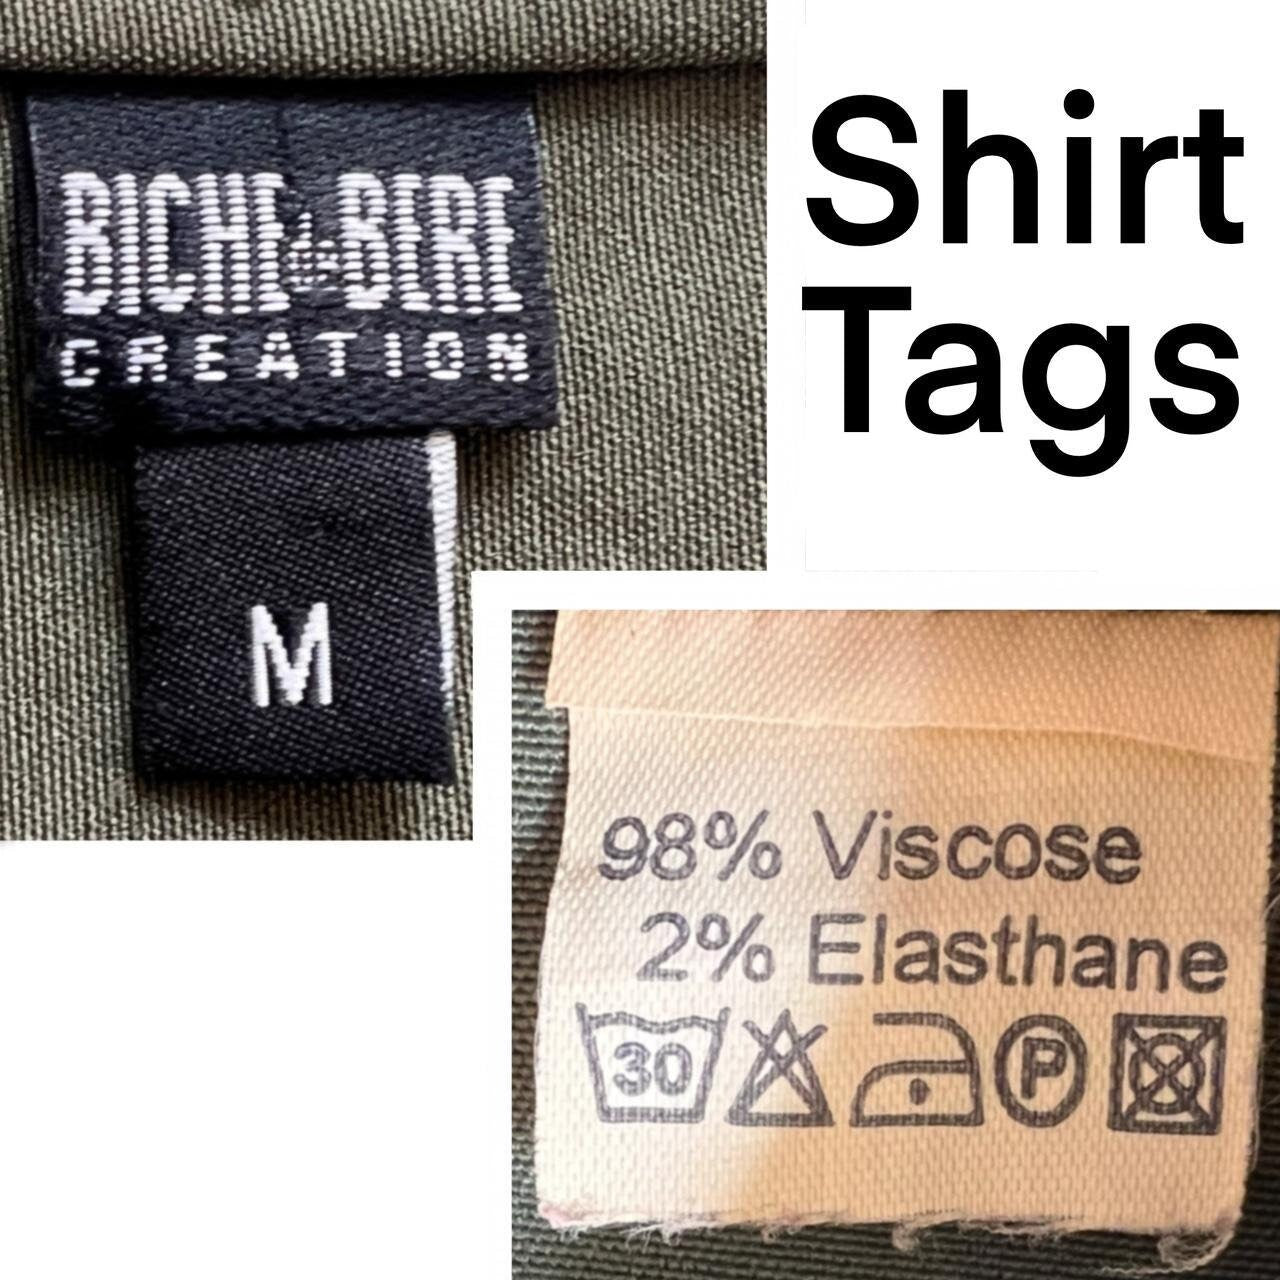 Shirt
Tags
BICHE de BERE
CREATION
M
98% Viscose
2% Elasthane
30
P